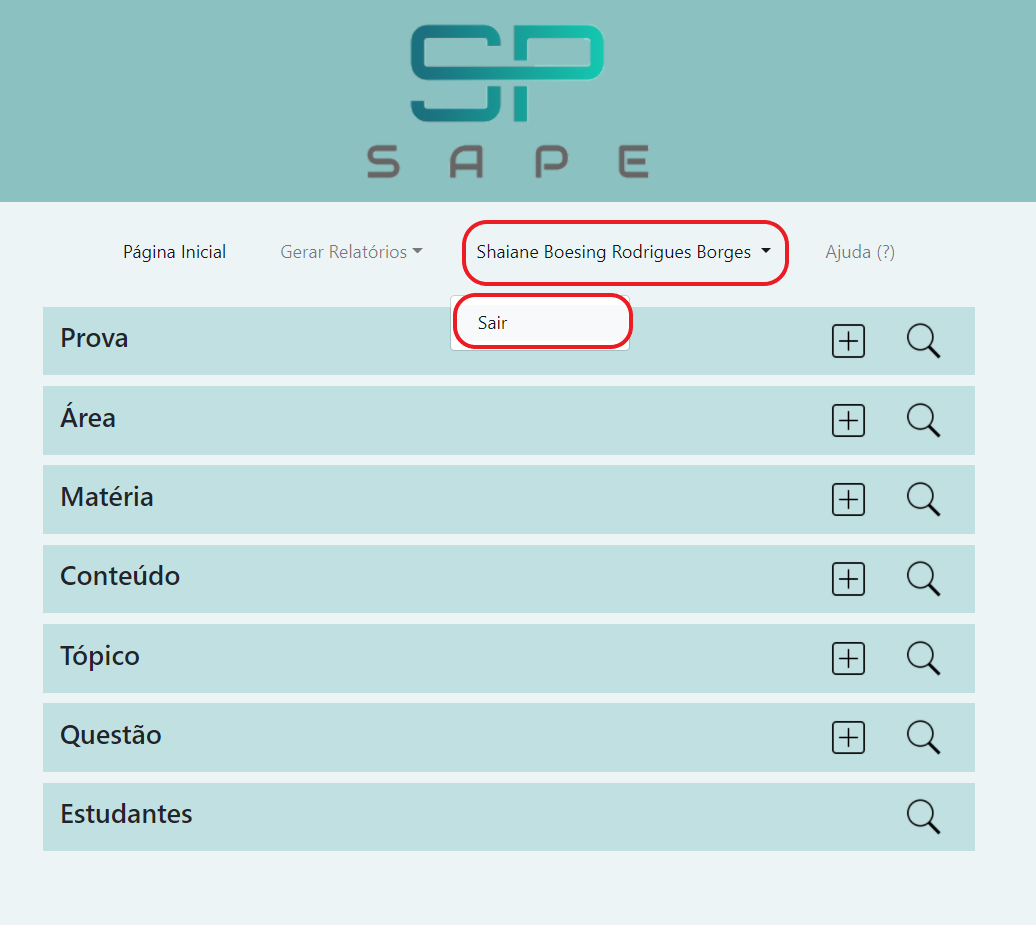 SP
SAPE
Página Inicial Gerar Relatórios Shaiane Boesing Rodrigues Borges Ajuda (?)
Sair
Prova
Área
Matéria
Conteúdo
Tópico
Questão
Estudantes